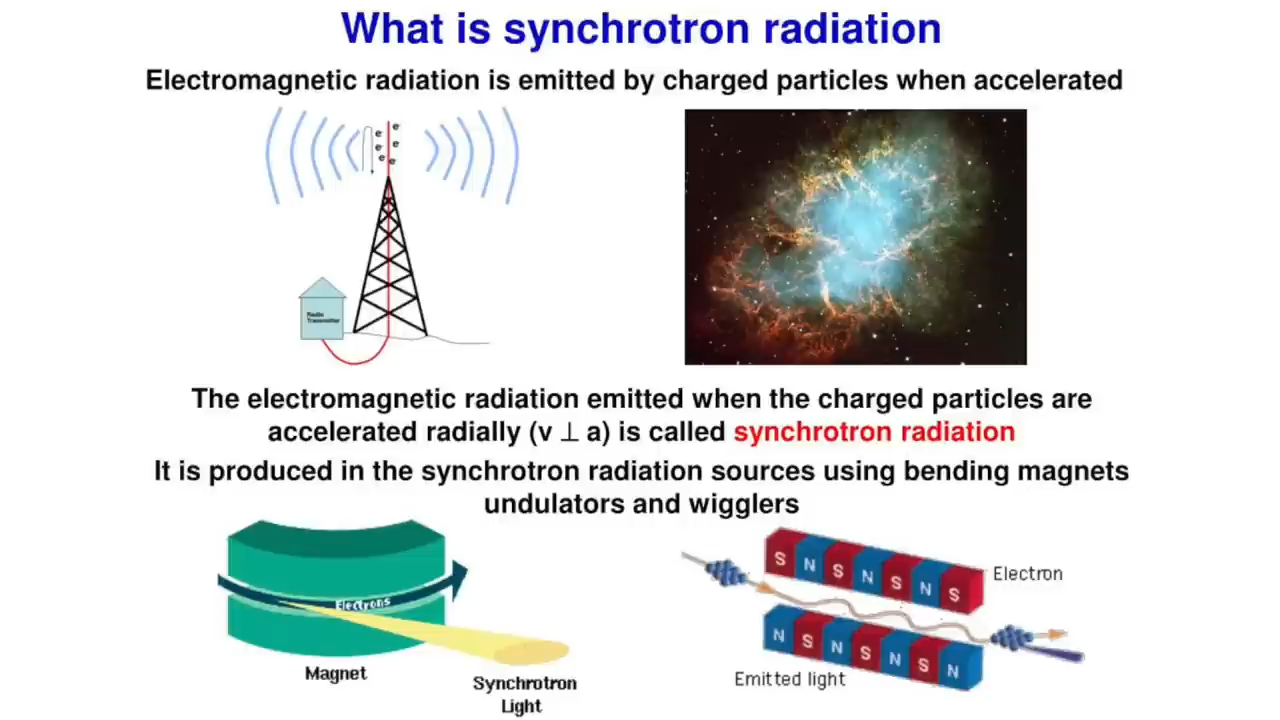 What is synchrotron radiation
Electromagnetic radiation is emitted by charged particles when accelerated
e⁻ e⁻
e⁻ e⁻
e⁻ e⁻
Radio
Transmitter
The electromagnetic radiation emitted when the charged particles are
accelerated radially (v ⊥ a) is called synchrotron radiation
It is produced in the synchrotron radiation sources using bending magnets
undulators and wigglers
Electrons
Magnet
Synchrotron
Light
S N S N S N S
Electron
N S N S N S N
Emitted light